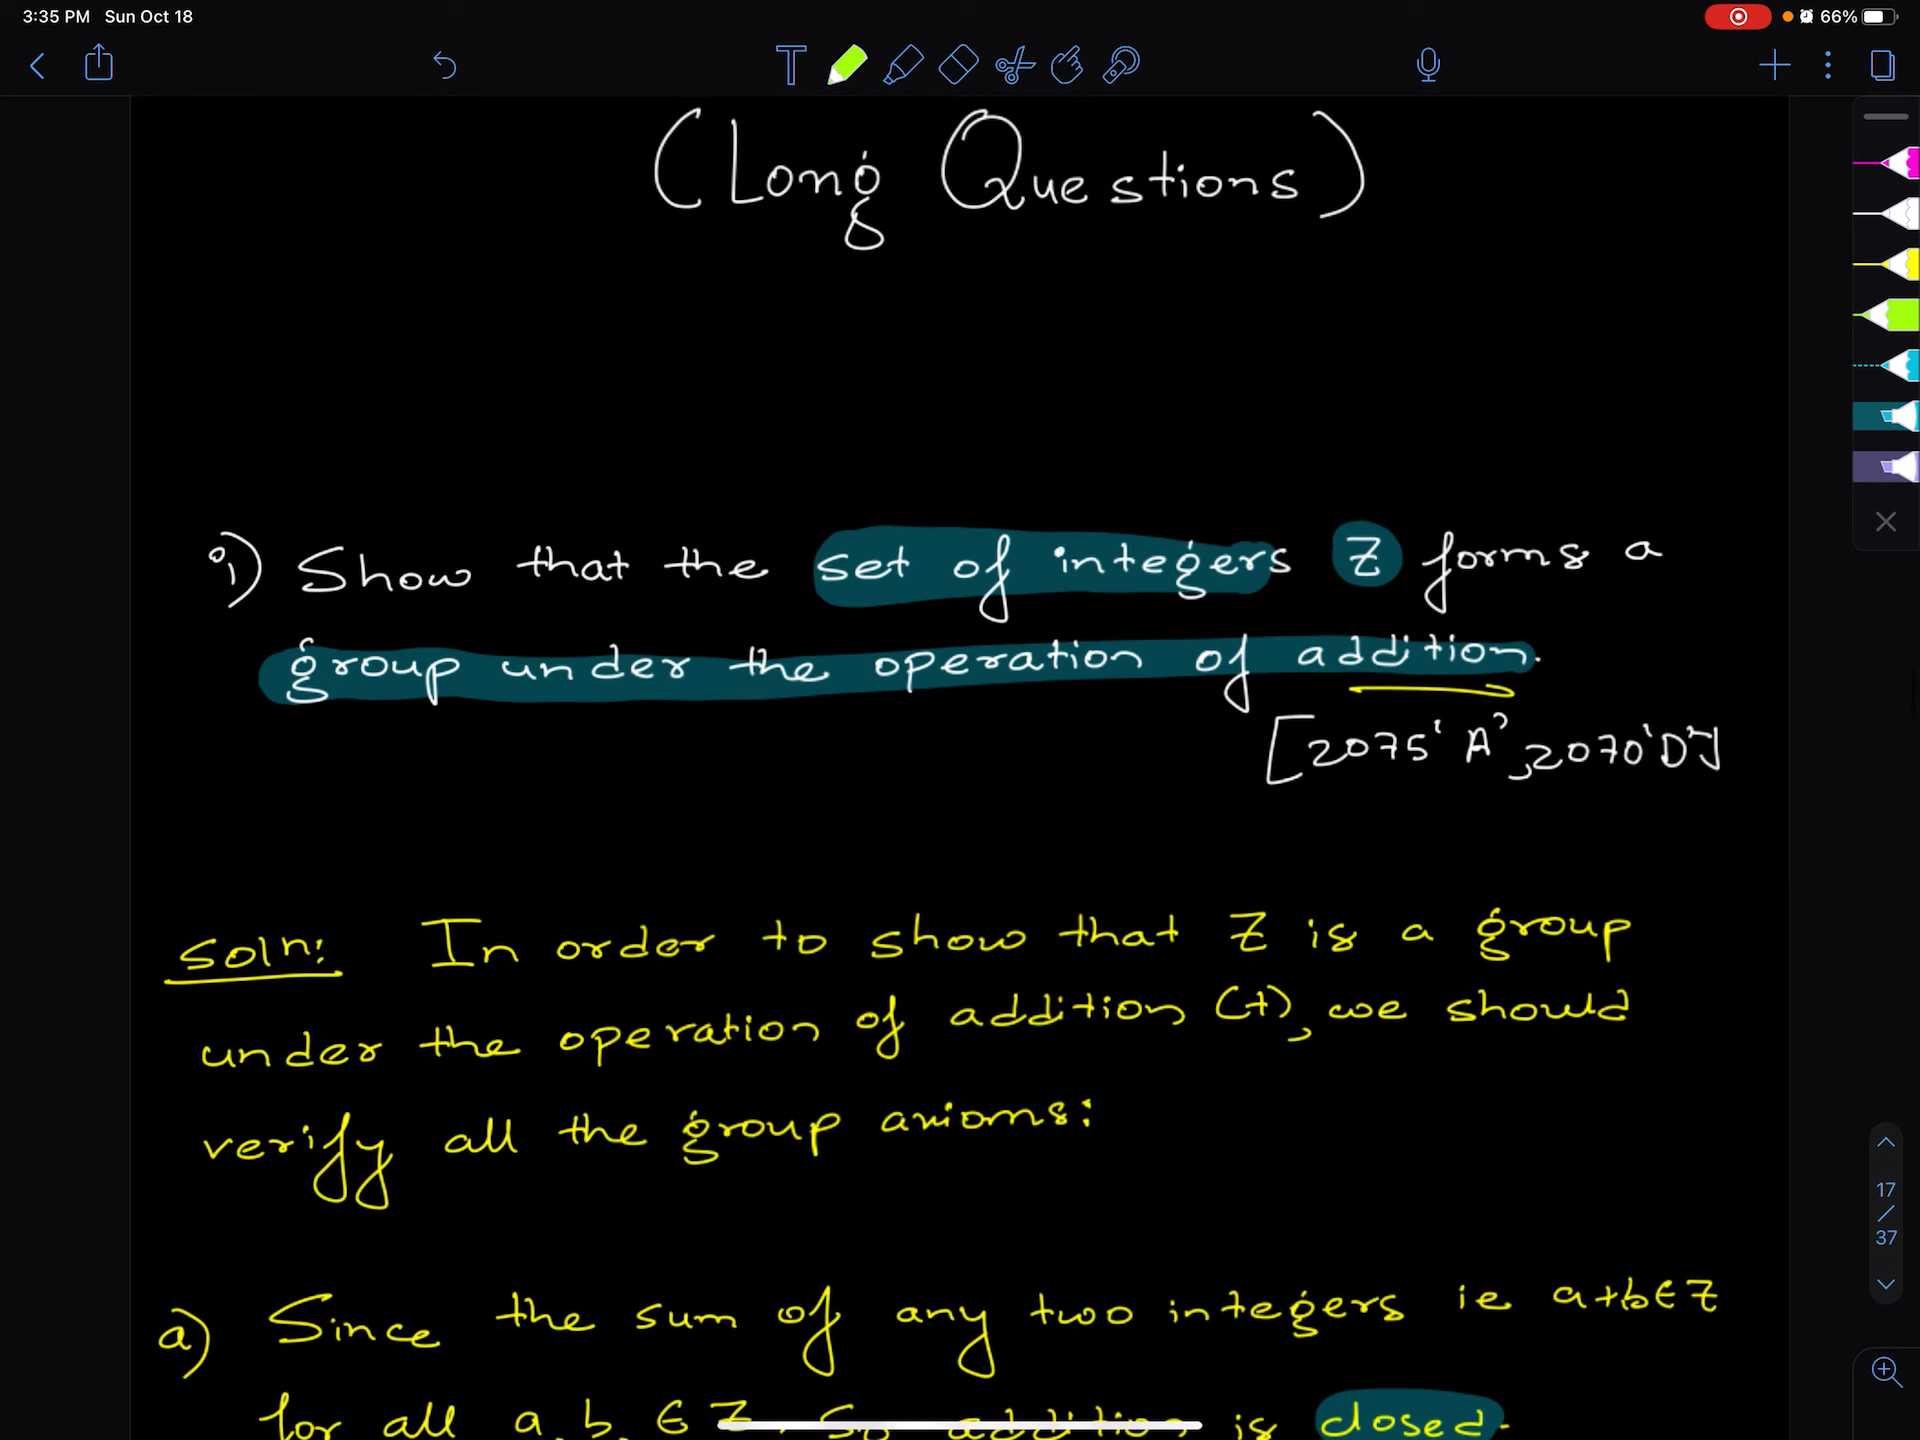 3:35 PM Sun Oct 18
66%
(Long Questions)
i) Show that the set of integers Z forms a
group under the operation of addition.
[2075'A', 2070'D']
Soln: In order to show that Z is a group
under the operation of addition (+), we should
verify all the group axioms:
a) Since the sum of any two integers ie a+b∈Z
for all a, b, ∈ Z. So addition is closed.
17
/
37